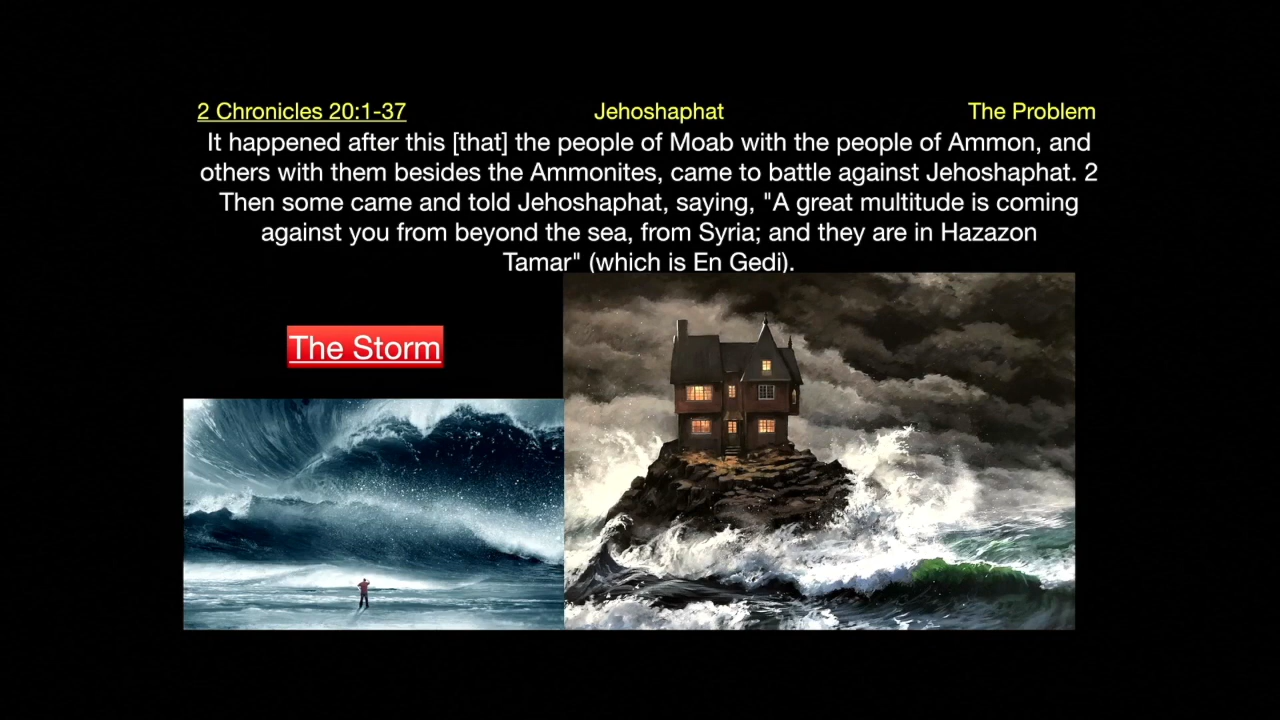 2 Chronicles 20:1-37 Jehoshaphat The Problem
It happened after this [that] the people of Moab with the people of Ammon, and
others with them besides the Ammonites, came to battle against Jehoshaphat. 2
Then some came and told Jehoshaphat, saying, "A great multitude is coming
against you from beyond the sea, from Syria; and they are in Hazazon
Tamar" (which is En Gedi).
The Storm